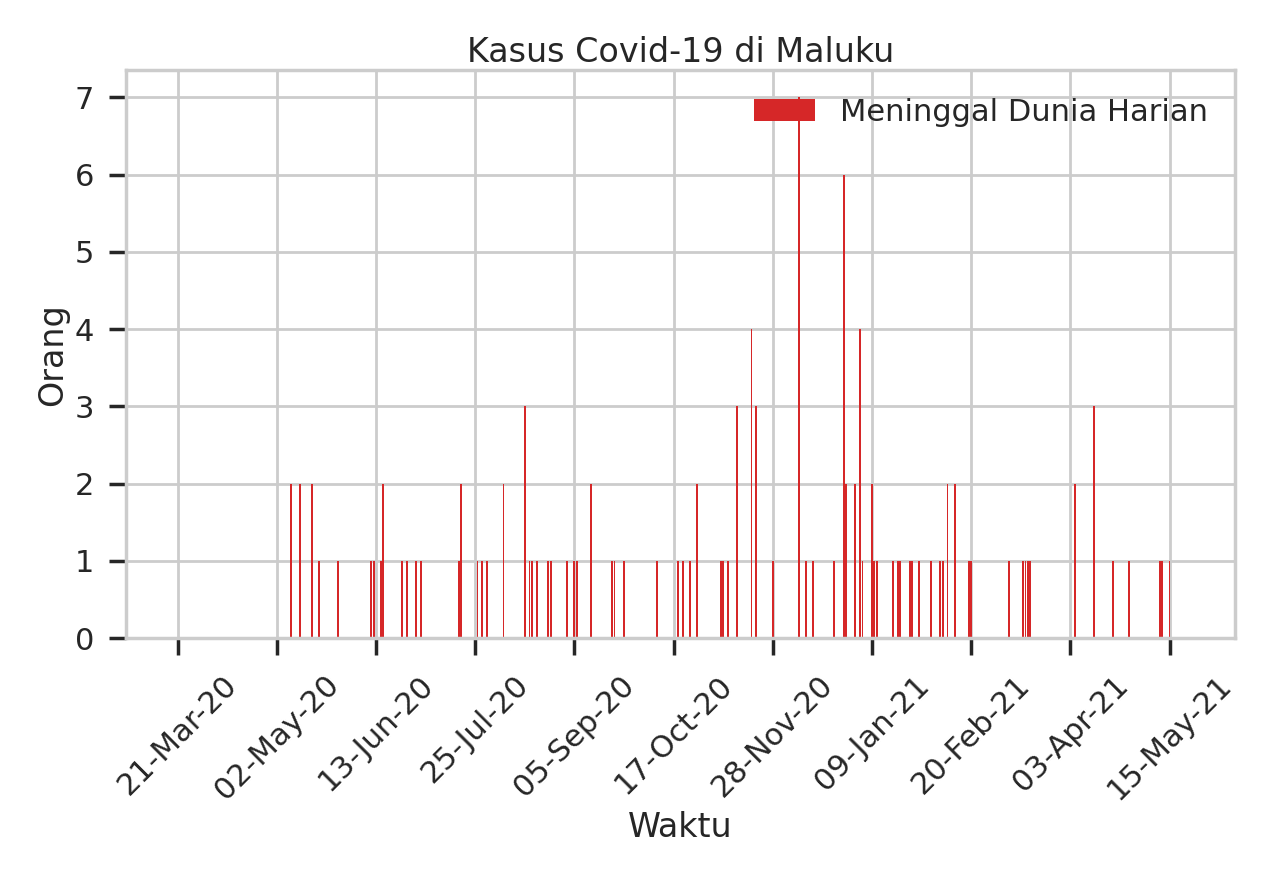 Kasus Covid-19 di Maluku
Meninggal Dunia Harian
Orang
7
6
5
4
3
2
1
0
21-Mar-20
02-May-20
13-Jun-20
25-Jul-20
05-Sep-20
17-Oct-20
28-Nov-20
09-Jan-21
20-Feb-21
03-Apr-21
15-May-21
Waktu